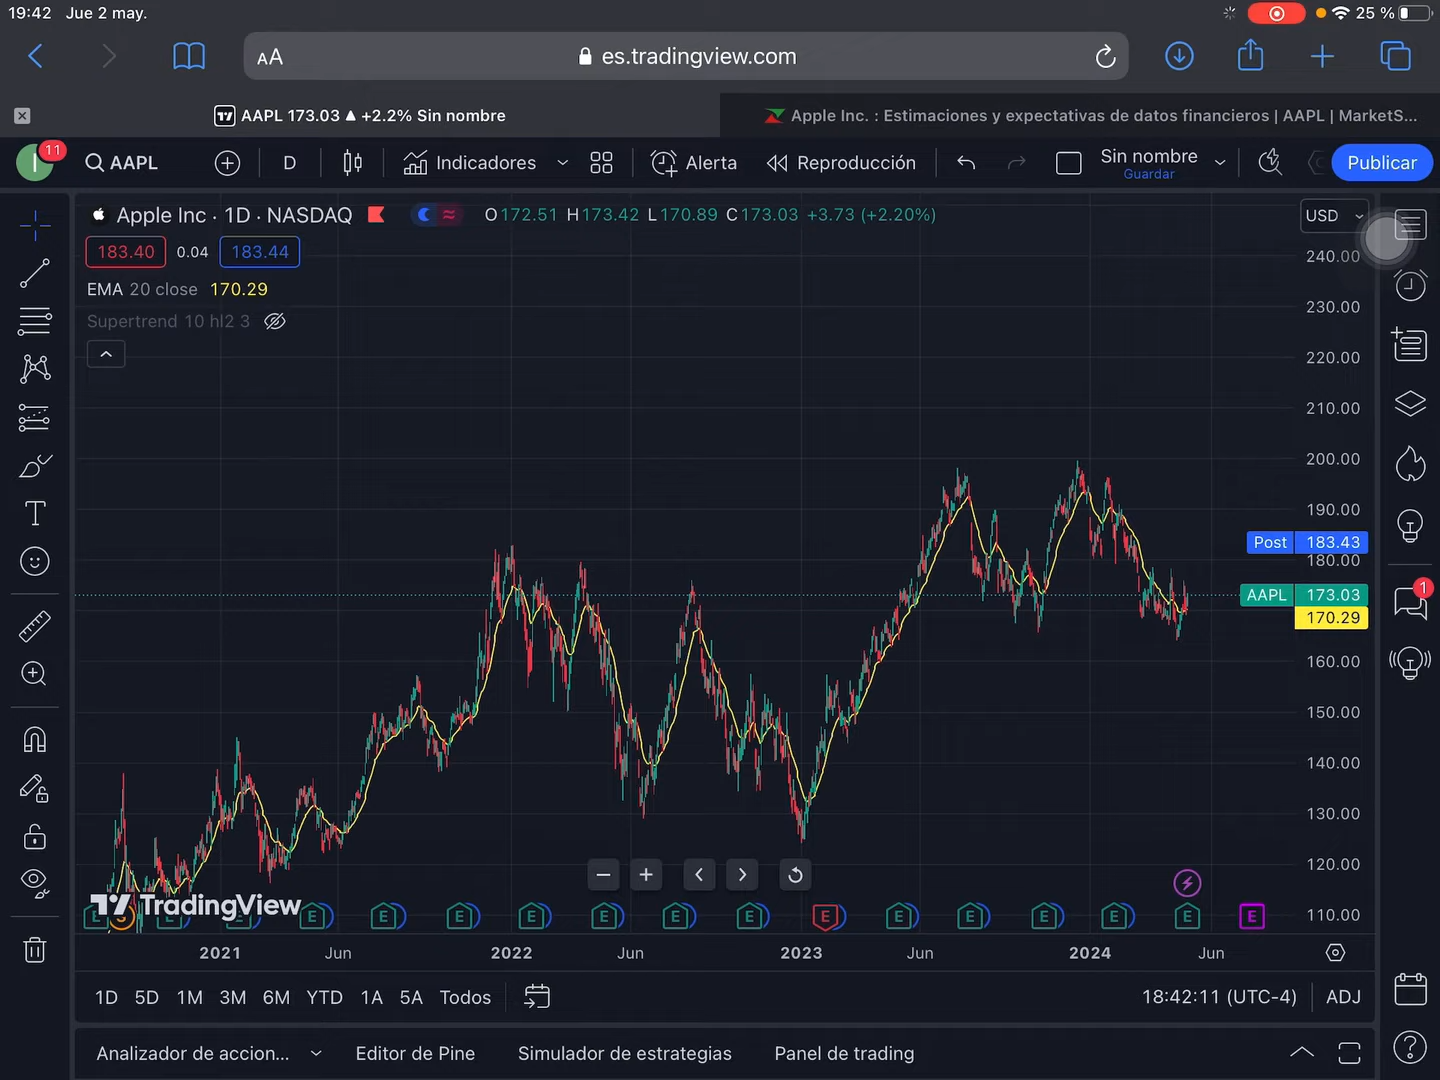 19:42 Jue 2 may. 25 %
AA es.tradingview.com
AAPL 173.03 ▲ +2.2% Sin nombre
Apple Inc. : Estimaciones y expectativas de datos financieros | AAPL | MarketS...
I 11 AAPL D Indicadores Alerta Reproducción Sin nombre Guardar Publicar
Apple Inc · 1D · NASDAQ O172.51 H173.42 L170.89 C173.03 +3.73 (+2.20%) USD
183.40 0.04 183.44
EMA 20 close 170.29
Supertrend 10 hl2 3
240.00
230.00
220.00
210.00
200.00
190.00
Post 183.43
180.00
AAPL 173.03
170.29
1
160.00
150.00
140.00
130.00
120.00
110.00
TradingView
E S E E E E E E E E E E E E E E E E
2021 Jun 2022 Jun 2023 Jun 2024 Jun
1D 5D 1M 3M 6M YTD 1A 5A Todos 18:42:11 (UTC-4) ADJ
Analizador de accion... Editor de Pine Simulador de estrategias Panel de trading